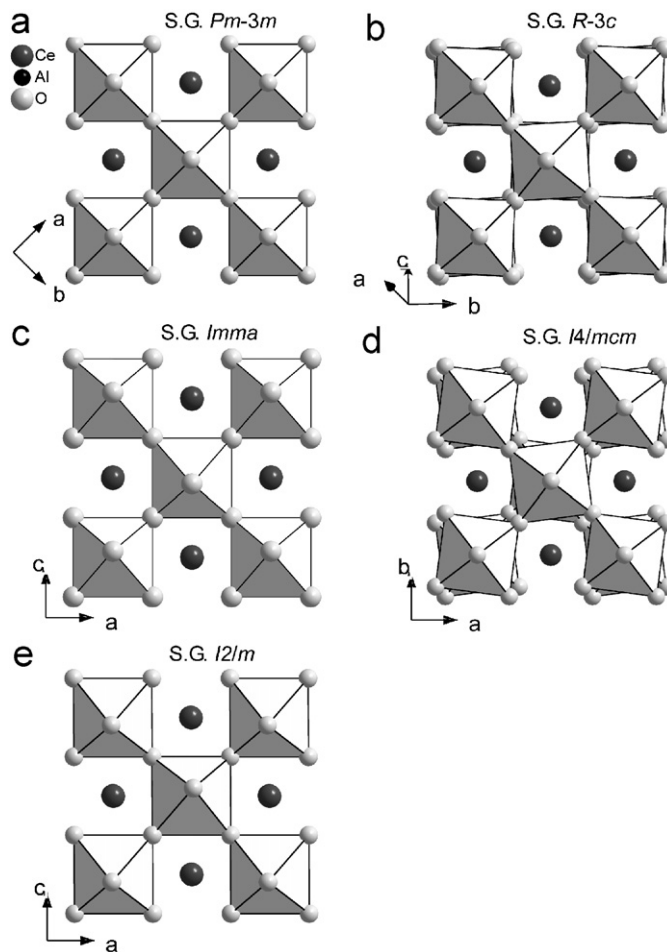 a
S.G. Pm-3m
Ce
Al
O
a
b
b
S.G. R-3c
c
a
b
c
S.G. Imma
c
a
d
S.G. I4/mcm
b
a
e
S.G. I2/m
c
a